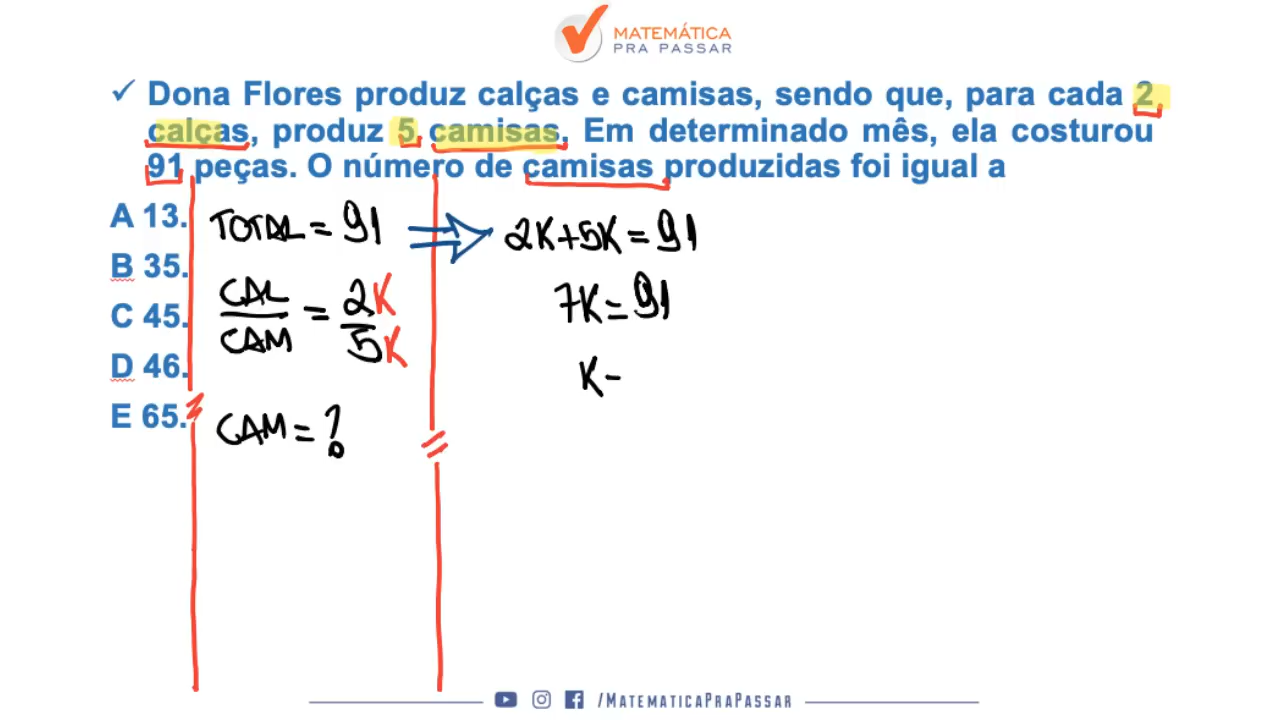 MATEMÁTICA
PRA PASSAR
✓ Dona Flores produz calças e camisas, sendo que, para cada 2
calças, produz 5 camisas. Em determinado mês, ela costurou
91 peças. O número de camisas produzidas foi igual a
A 13.
B 35.
C 45.
D 46.
E 65.
TOTAL = 91
CAL
CAM
=
2K
5K
CAM = ?
2K+5K = 91
7K = 91
K -
/MATEMATICAPRAPASSAR